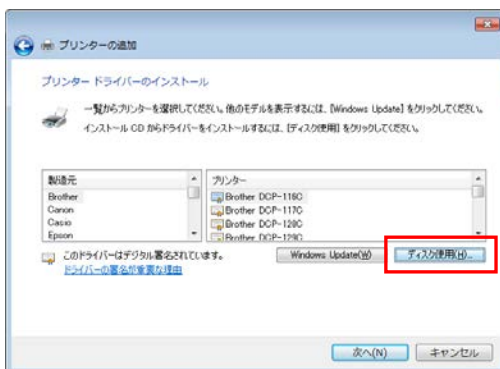 プリンターの追加
プリンター ドライバーのインストール
一覧からプリンターを選択してください。他のモデルを表示するには、[Windows Update] をクリックしてください。
インストール CD からドライバーをインストールするには、[ディスク使用] をクリックしてください。
製造元
Brother
Canon
Casio
Epson
プリンター
Brother DCP-116C
Brother DCP-117C
Brother DCP-128C
Brother DCP-129C
このドライバーはデジタル署名されています。
ドライバーの署名が重要な理由
Windows Update(W)
ディスク使用(H)...
次へ(N)
キャンセル